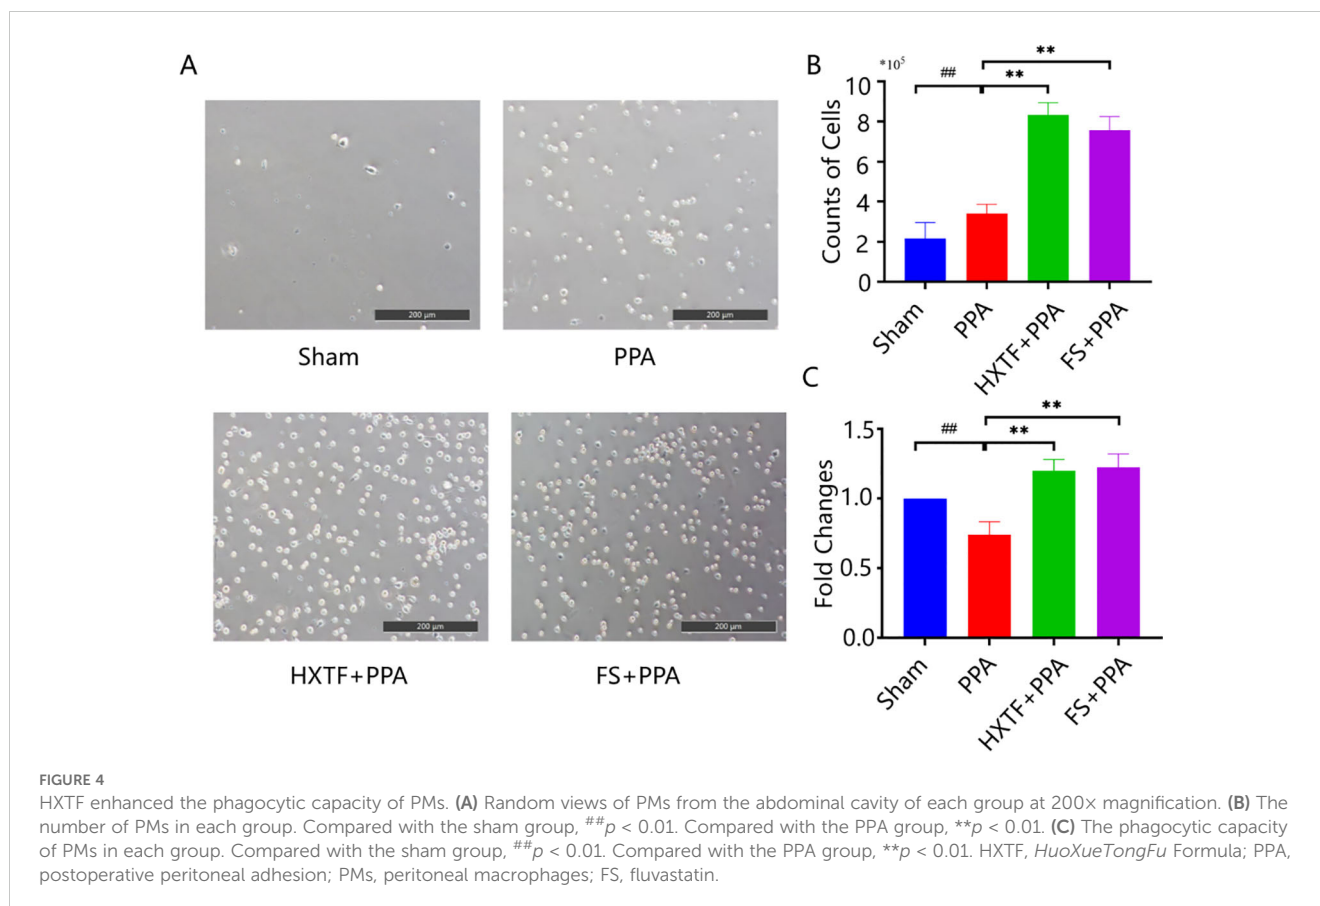 A
200 μm
Sham
200 μm
PPA
200 μm
HXTF+PPA
200 μm
FS+PPA
B
*10⁵
Counts of Cells
10
8
6
4
2
0
##
**
**
Sham
PPA
HXTF+PPA
FS+PPA
C
Fold Changes
1.5
1.0
0.5
0.0
##
**
**
Sham
PPA
HXTF+PPA
FS+PPA
FIGURE 4
HXTF enhanced the phagocytic capacity of PMs. (A) Random views of PMs from the abdominal cavity of each group at 200× magnification. (B) The
number of PMs in each group. Compared with the sham group, ##p < 0.01. Compared with the PPA group, **p < 0.01. (C) The phagocytic capacity
of PMs in each group. Compared with the sham group, ##p < 0.01. Compared with the PPA group, **p < 0.01. HXTF, HuoXueTongFu Formula; PPA,
postoperative peritoneal adhesion; PMs, peritoneal macrophages; FS, fluvastatin.